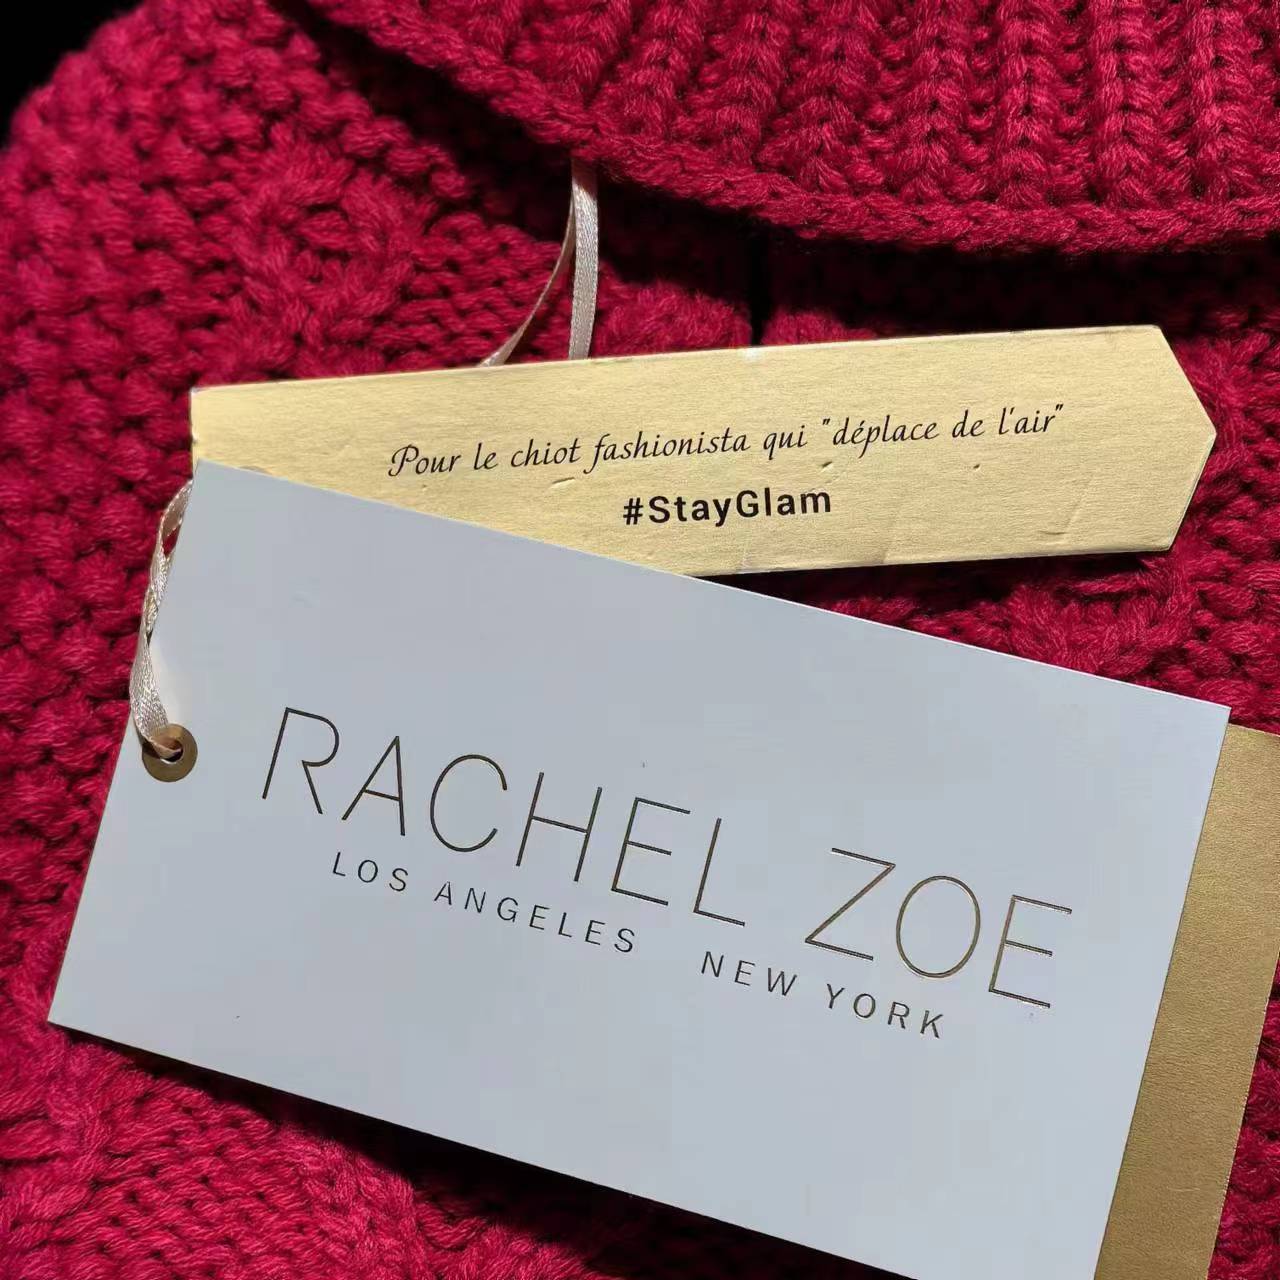 Pour le chiot fashionista qui "déplace de l'air"
#StayGlam
RACHEL ZOE
LOS ANGELES NEW YORK